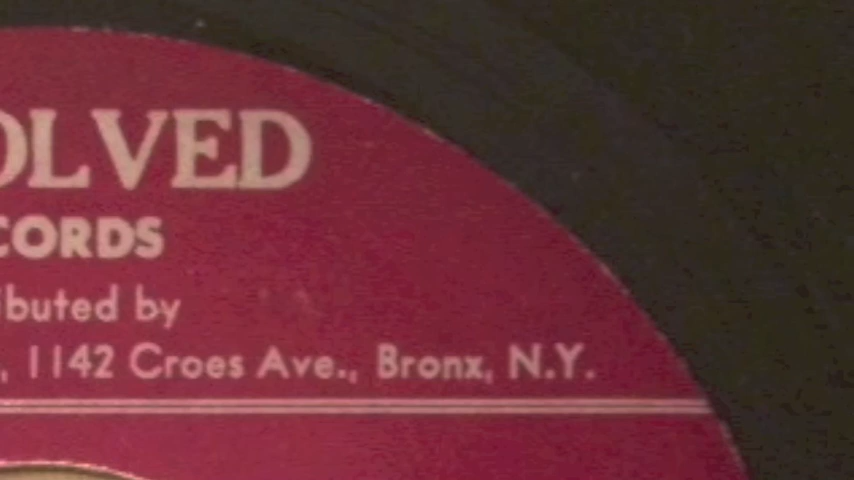 OLVED
CORDS
ibuted by
, 1142 Croes Ave., Bronx, N.Y.